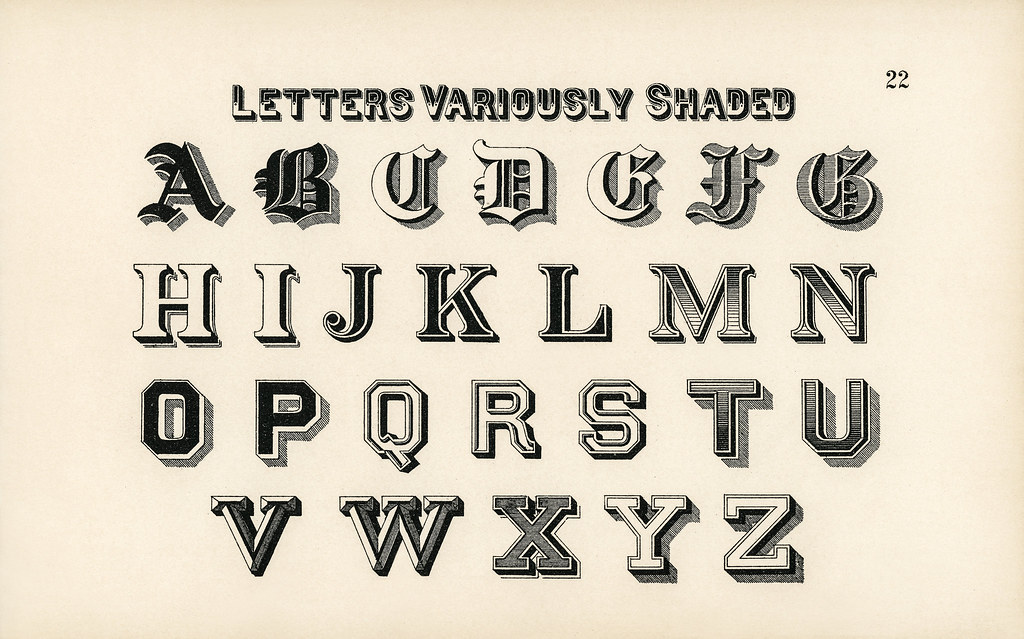 22
LETTERS VARIOUSLY SHADED
A B C D E F G
H I J K L M N
O P Q R S T U
V W X Y Z